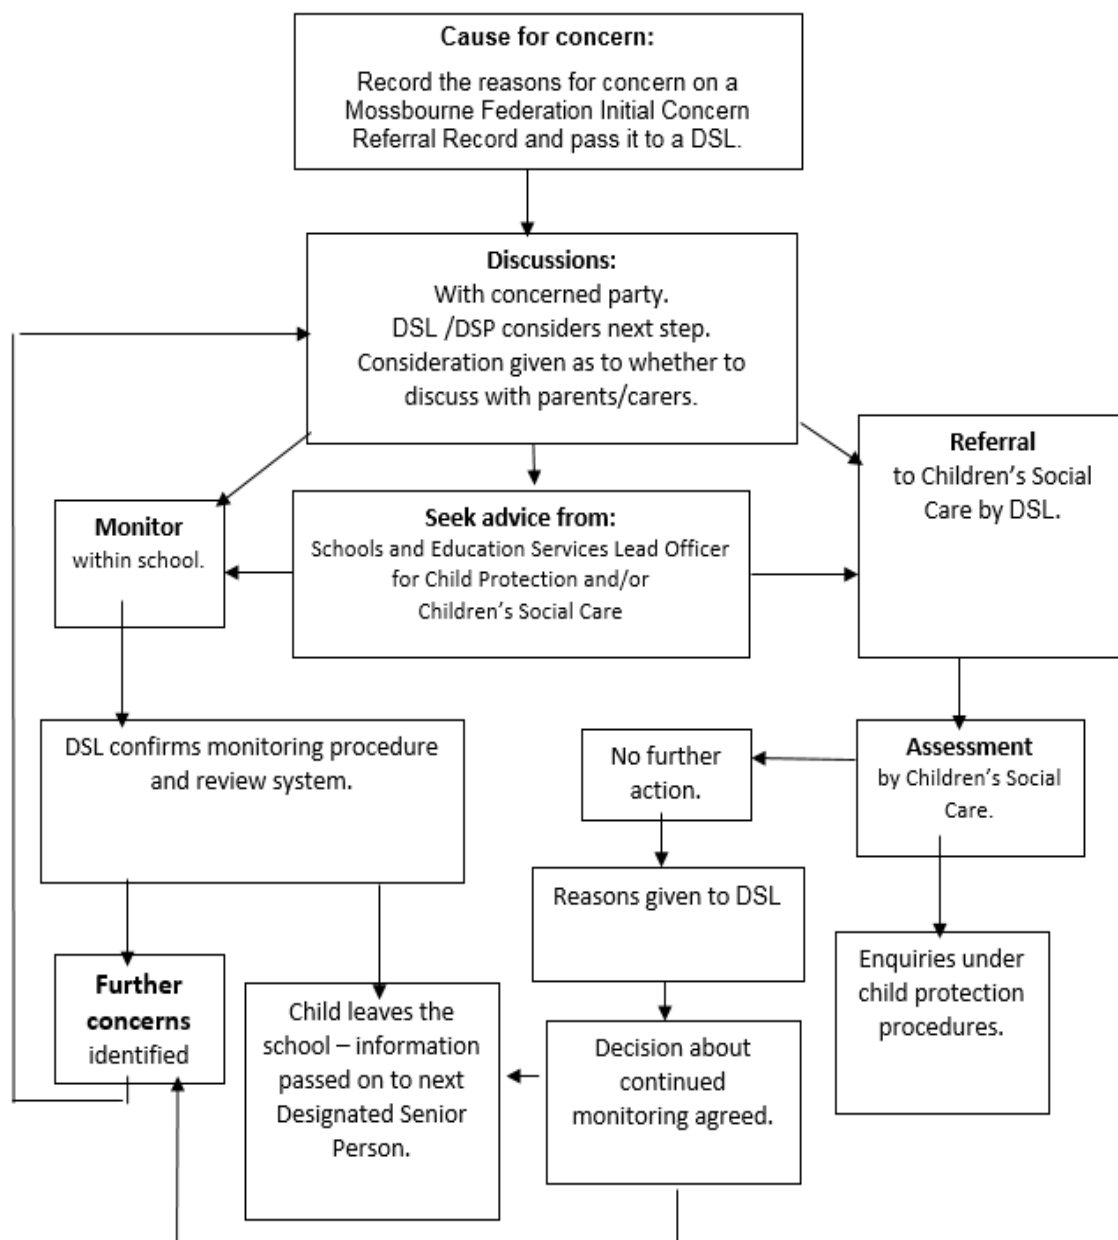 Cause for concern:
Record the reasons for concern on a
Mossbourne Federation Initial Concern
Referral Record and pass it to a DSL.
Discussions:
With concerned party.
DSL /DSP considers next step.
Consideration given as to whether to
discuss with parents/carers.
Referral
to Children’s Social
Care by DSL.
Monitor
within school.
Seek advice from:
Schools and Education Services Lead Officer
for Child Protection and/or
Children’s Social Care
DSL confirms monitoring procedure
and review system.
No further
action.
Assessment
by Children’s Social
Care.
Reasons given to DSL
Further
concerns
identified
Child leaves the
school – information
passed on to next
Designated Senior
Person.
Decision about
continued
monitoring agreed.
Enquiries under
child protection
procedures.